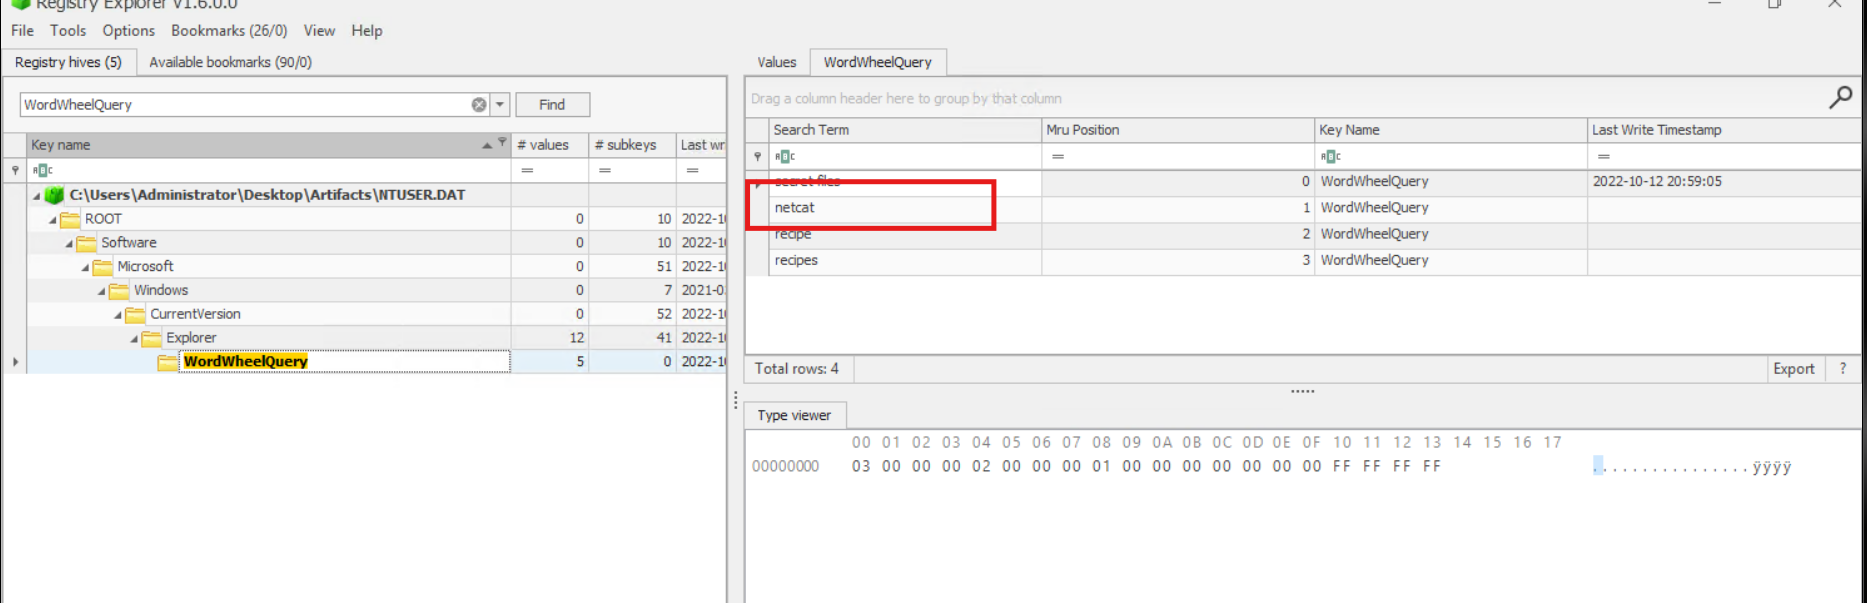 Registry Explorer v1.6.0.0
File Tools Options Bookmarks (26/0) View Help
Registry hives (5) Available bookmarks (90/0)
WordWheelQuery Find
Key name # values # subkeys Last wr
= = =
C:\Users\Administrator\Desktop\Artifacts\NTUSER.DAT
ROOT 0 10 2022-1
Software 0 10 2022-1
Microsoft 0 51 2022-1
Windows 0 7 2021-0
CurrentVersion 0 52 2022-1
Explorer 12 41 2022-1
WordWheelQuery 5 0 2022-1
Values WordWheelQuery
Drag a column header here to group by that column
Search Term Mru Position Key Name Last Write Timestamp
= =
secret files 0 WordWheelQuery 2022-10-12 20:59:05
netcat 1 WordWheelQuery
recipe 2 WordWheelQuery
recipes 3 WordWheelQuery
Total rows: 4 Export ?
Type viewer
00 01 02 03 04 05 06 07 08 09 0A 0B 0C 0D 0E 0F 10 11 12 13 14 15 16 17
00000000 03 00 00 00 02 00 00 00 01 00 00 00 00 00 00 00 FF FF FF FF ................ÿÿÿÿ